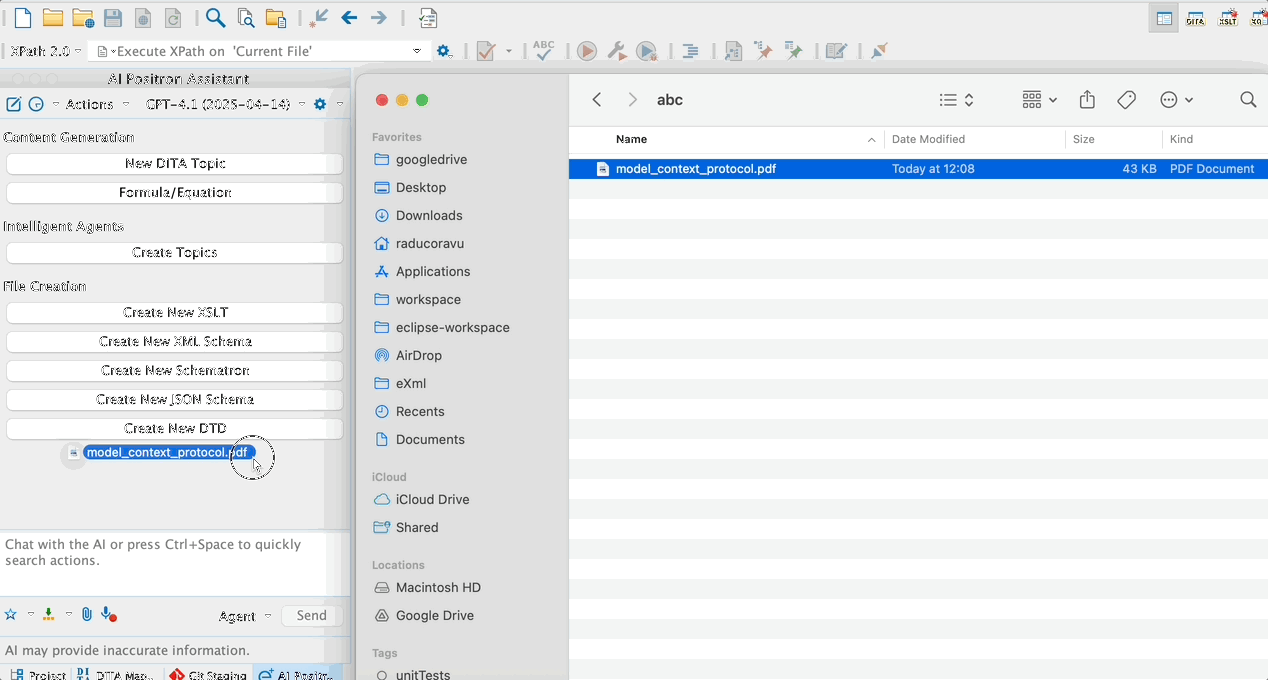 DITA
XSLT
XQ
XPath 2.0
Execute XPath on 'Current File'
ABC
AI Positron Assistant
Actions
GPT-4.1 (2025-04-14)
Content Generation
New DITA Topic
Formula/Equation
Intelligent Agents
Create Topics
File Creation
Create New XSLT
Create New XML Schema
Create New Schematron
Create New JSON Schema
Create New DTD
model_context_protocol.pdf
Chat with the AI or press Ctrl+Space to quickly
search actions.
Agent
Send
AI may provide inaccurate information.
Project
DITA Map..
Git Staging
AI Positr..
Favorites
googledrive
Desktop
Downloads
raducoravu
Applications
workspace
eclipse-workspace
AirDrop
eXml
Recents
Documents
iCloud
iCloud Drive
Shared
Locations
Macintosh HD
Google Drive
Tags
unitTests
abc
Name Date Modified Size Kind
model_context_protocol.pdf Today at 12:08 43 KB PDF Document